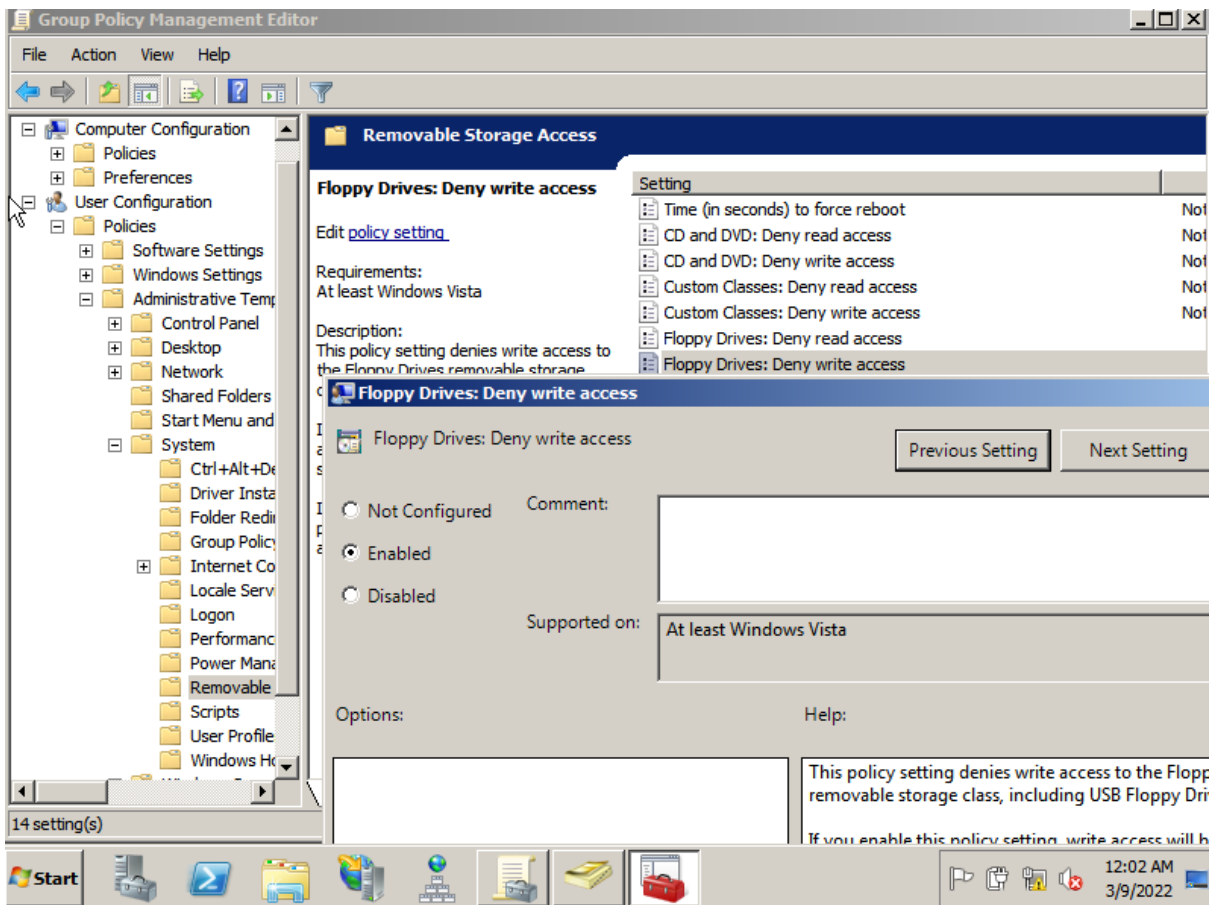 Group Policy Management Editor
File Action View Help
Computer Configuration
Policies
Preferences
User Configuration
Policies
Software Settings
Windows Settings
Administrative Temp
Control Panel
Desktop
Network
Shared Folders
Start Menu and
System
Ctrl+Alt+De
Driver Insta
Folder Redi
Group Policy
Internet Co
Locale Serv
Logon
Performanc
Power Mana
Removable
Scripts
User Profile
Windows Ho
14 setting(s)
Removable Storage Access
Floppy Drives: Deny write access
Edit policy setting
Requirements:
At least Windows Vista
Description:
This policy setting denies write access to
the Floppy Drives removable storage
Setting
Time (in seconds) to force reboot Not
CD and DVD: Deny read access Not
CD and DVD: Deny write access Not
Custom Classes: Deny read access Not
Custom Classes: Deny write access Not
Floppy Drives: Deny read access
Floppy Drives: Deny write access
Floppy Drives: Deny write access
Floppy Drives: Deny write access
Previous Setting Next Setting
Not Configured
Enabled
Disabled
Comment:
Supported on:
At least Windows Vista
Options:
Help:
This policy setting denies write access to the Flopp
removable storage class, including USB Floppy Dri
If you enable this policy setting, write access will b
Start
12:02 AM
3/9/2022